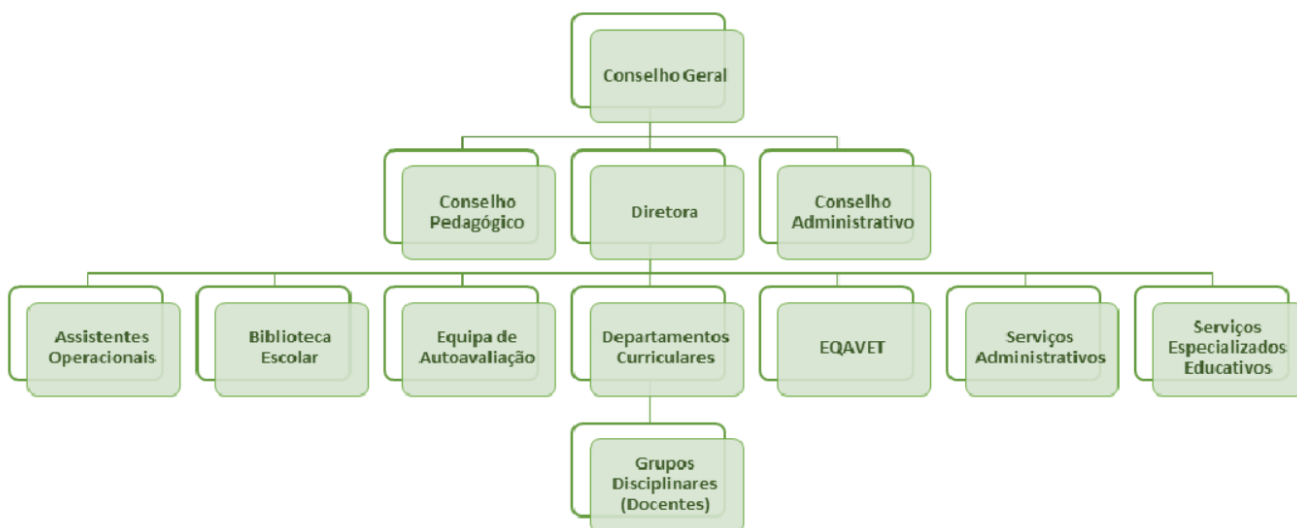 Conselho Geral
Conselho
Pedagógico
Diretora
Conselho
Administrativo
Assistentes
Operacionais
Biblioteca
Escolar
Equipa de
Autoavaliação
Departamentos
Curriculares
EQAVET
Serviços
Administrativos
Serviços
Especializados
Educativos
Grupos
Disciplinares
(Docentes)